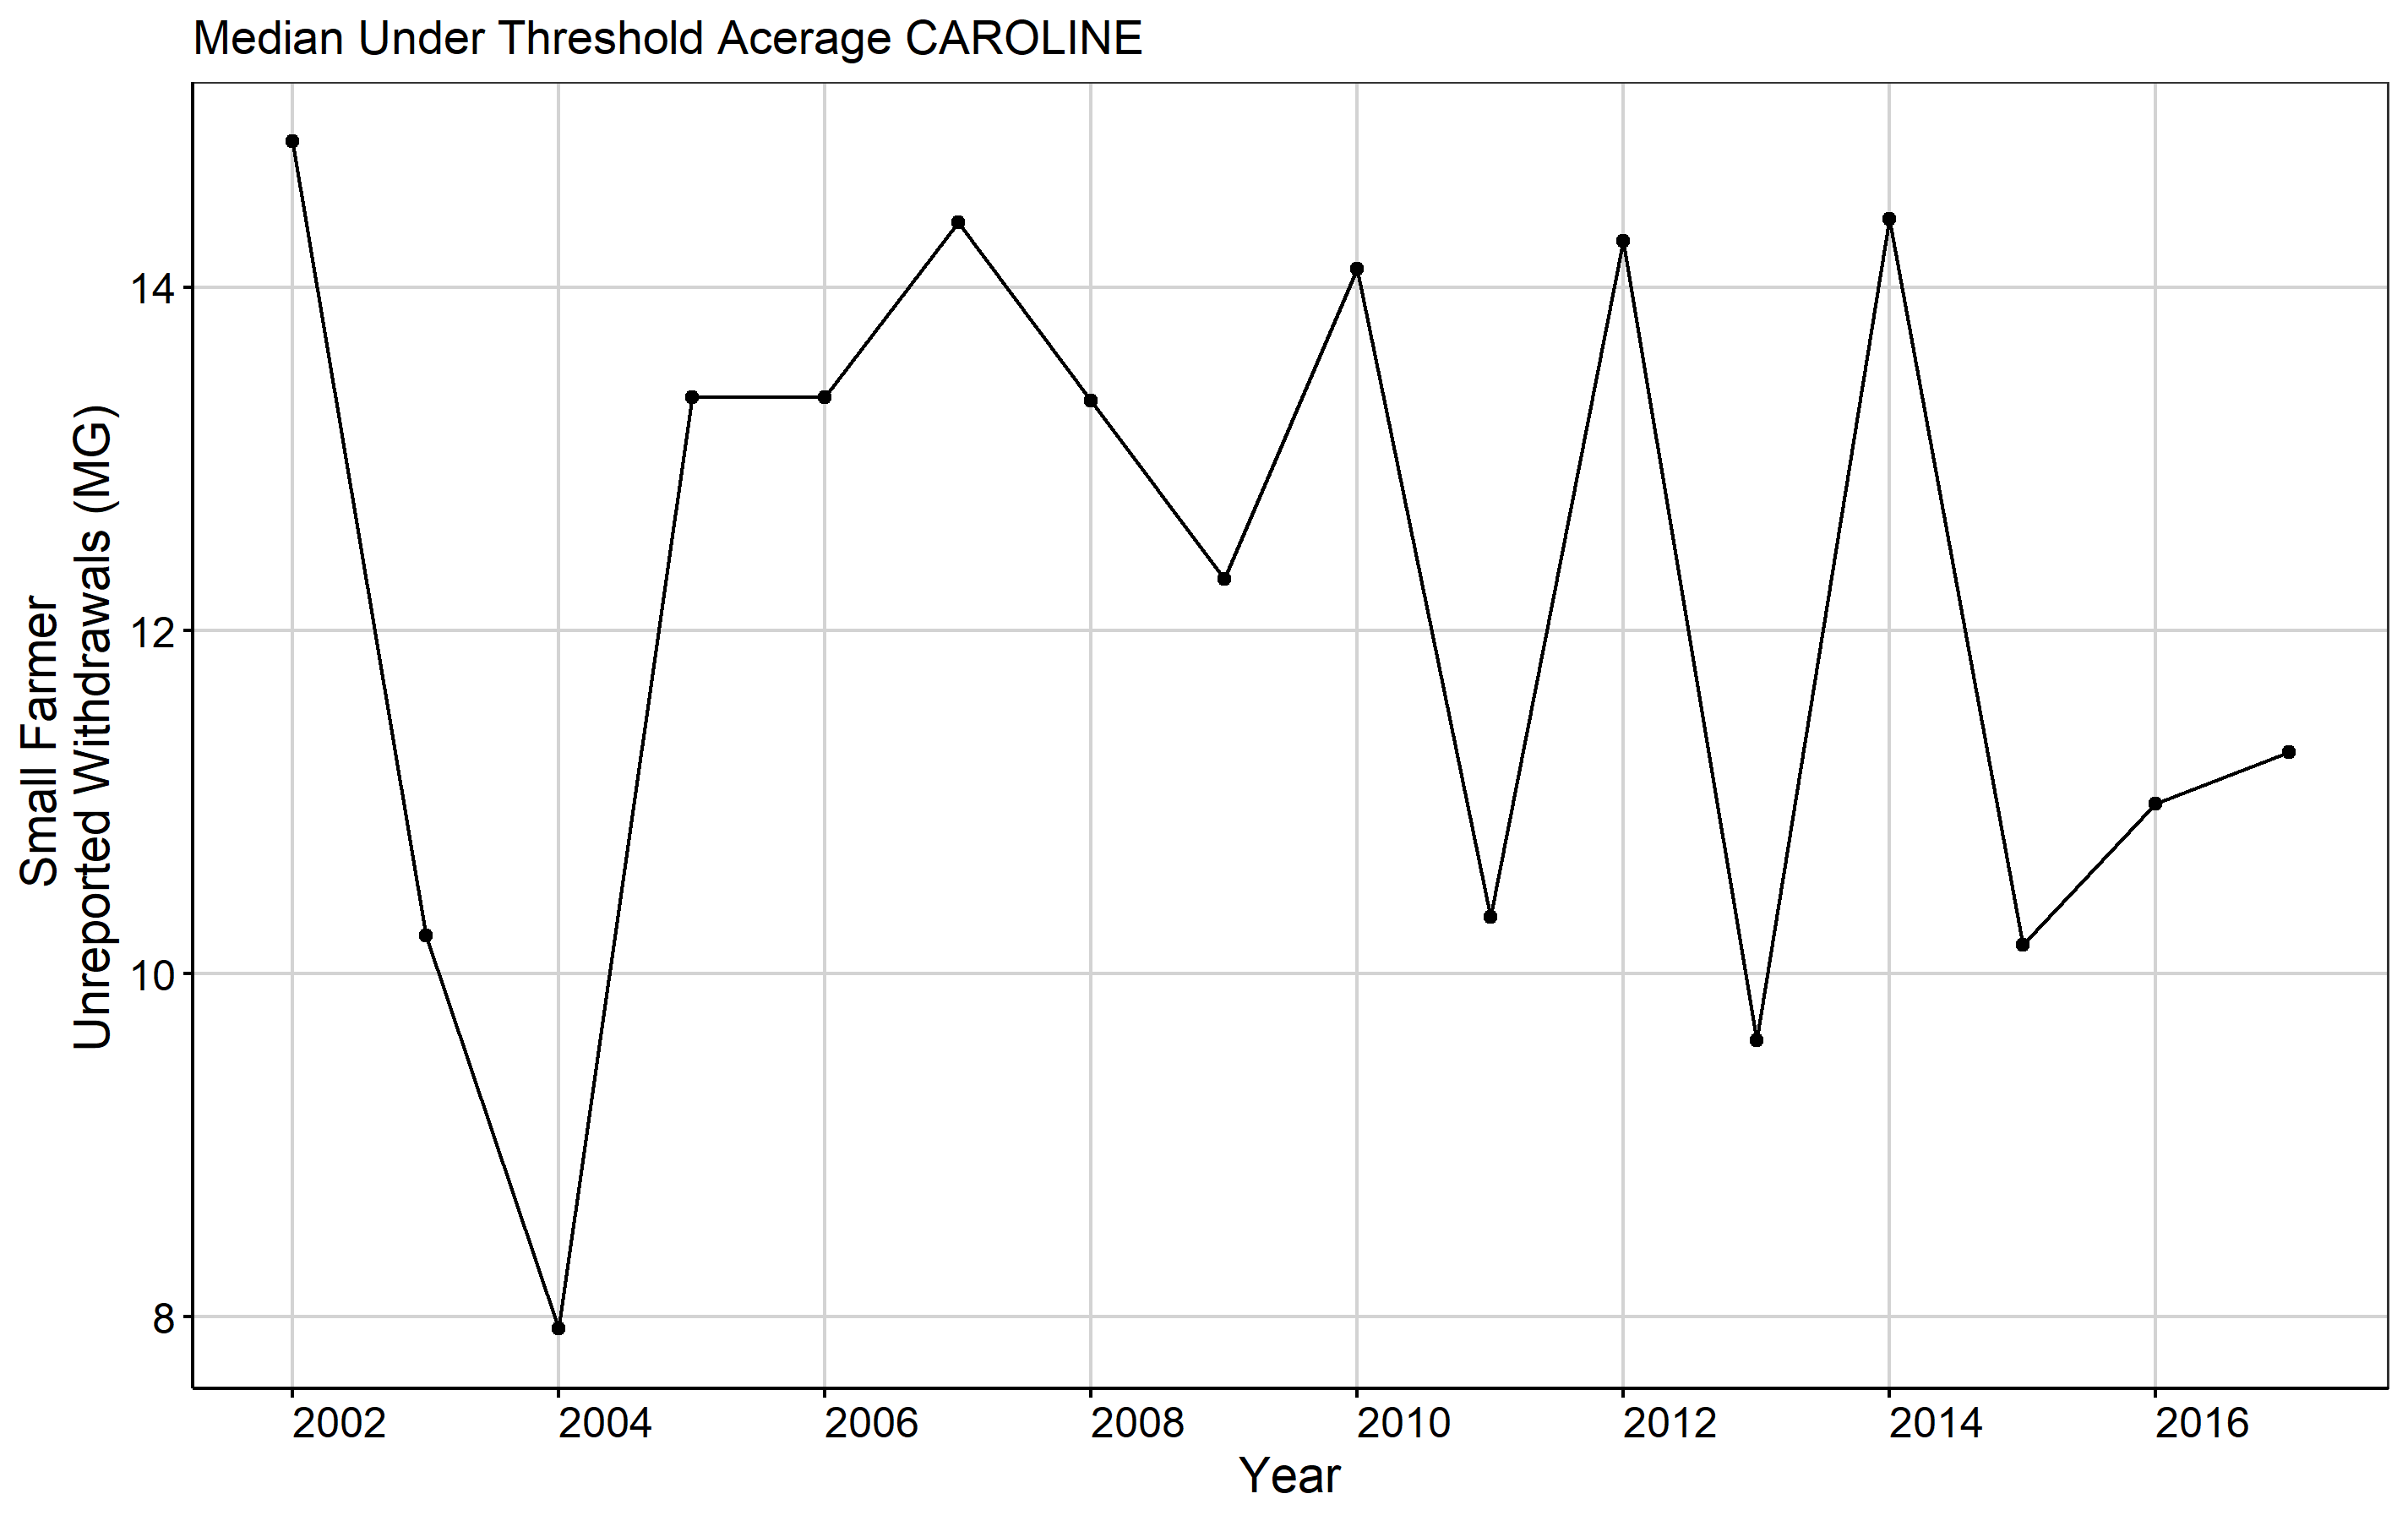 Median Under Threshold Acerage CAROLINE
Small Farmer
Unreported Withdrawals (MG)
14
12
10
8
2002 2004 2006 2008 2010 2012 2014 2016
Year